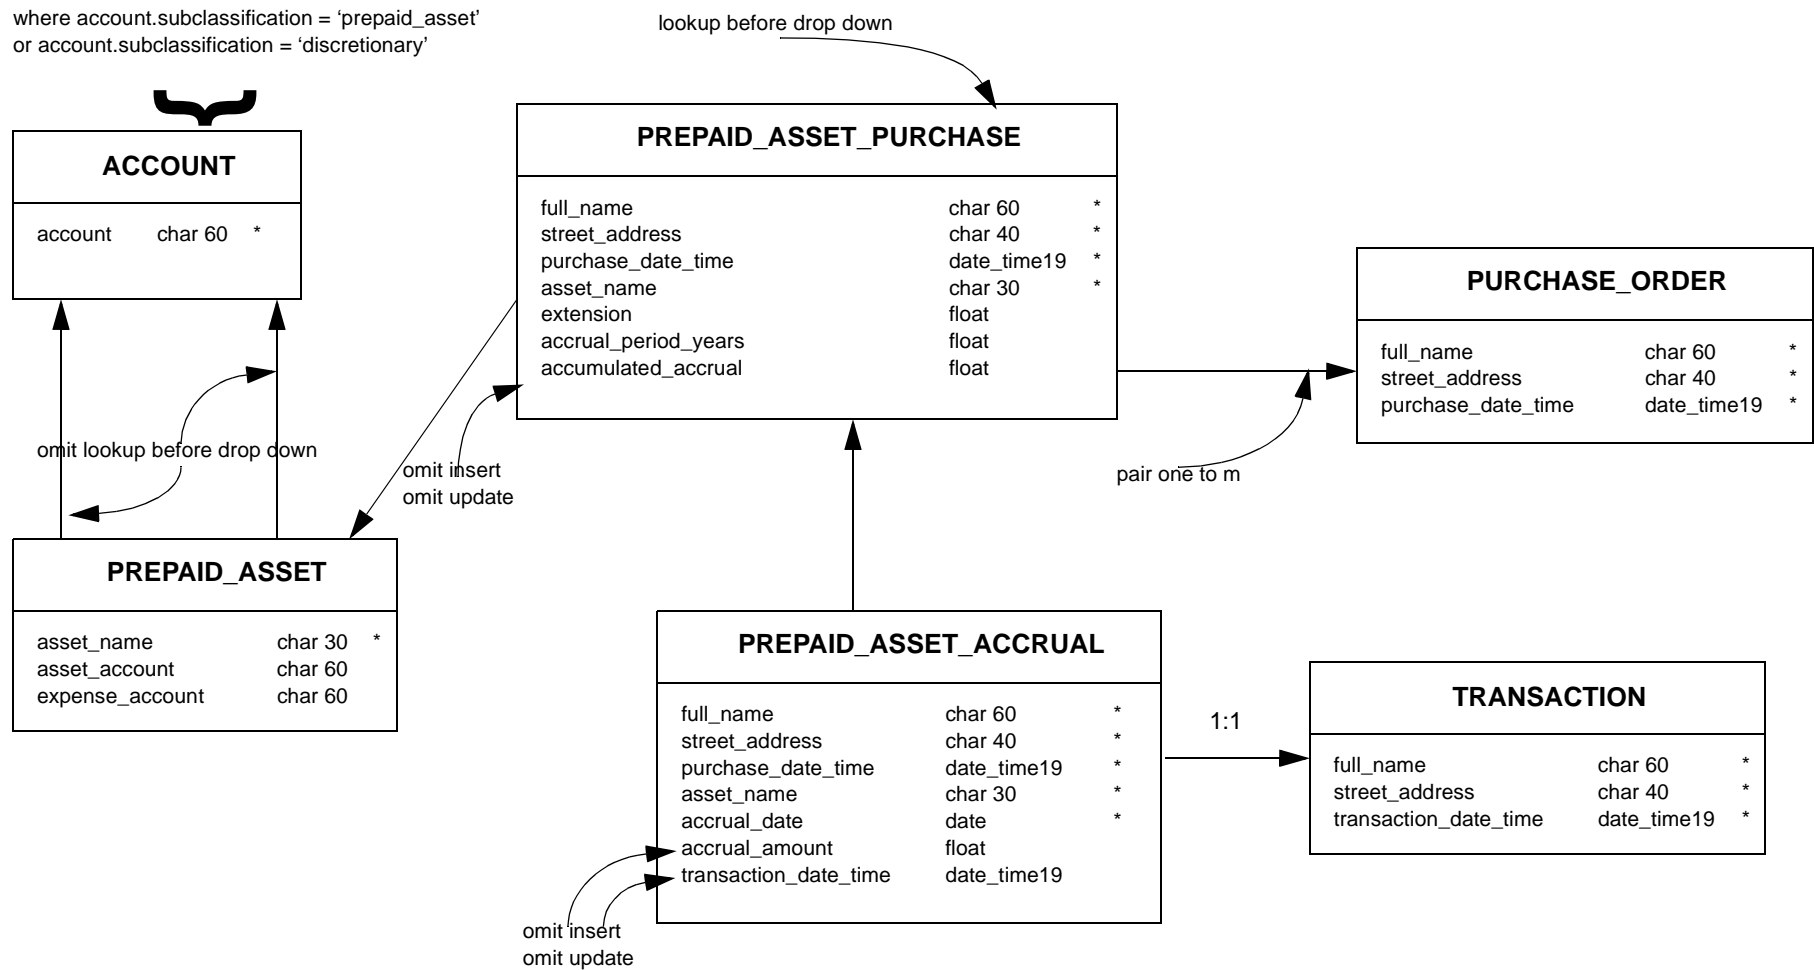 where account.subclassification = ‘prepaid_asset’
or account.subclassification = ‘discretionary’
lookup before drop down
ACCOUNT
account char 60 *
PREPAID_ASSET_PURCHASE
full_name char 60 *
street_address char 40 *
purchase_date_time date_time19 *
asset_name char 30 *
extension float
accrual_period_years float
accumulated_accrual float
PURCHASE_ORDER
full_name char 60 *
street_address char 40 *
purchase_date_time date_time19 *
omit lookup before drop down
omit insert
omit update
pair one to m
PREPAID_ASSET
asset_name char 30 *
asset_account char 60
expense_account char 60
PREPAID_ASSET_ACCRUAL
full_name char 60 *
street_address char 40 *
purchase_date_time date_time19 *
asset_name char 30 *
accrual_date date *
accrual_amount float
transaction_date_time date_time19
1:1
TRANSACTION
full_name char 60 *
street_address char 40 *
transaction_date_time date_time19 *
omit insert
omit update